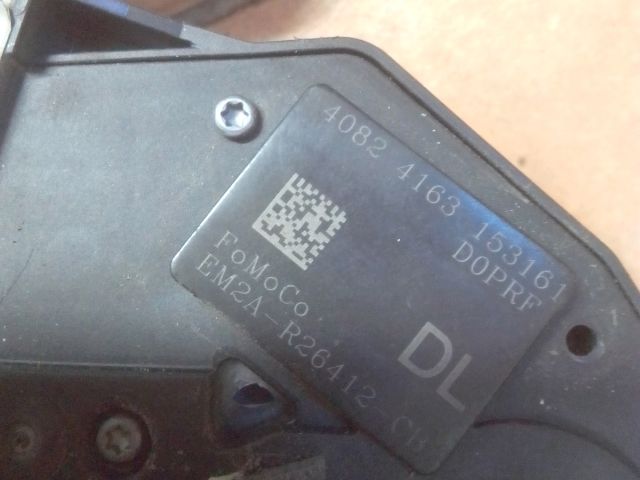 4082 4163 153161
D0PRF
FoMoCo
EM2A-R26412-CB
DL